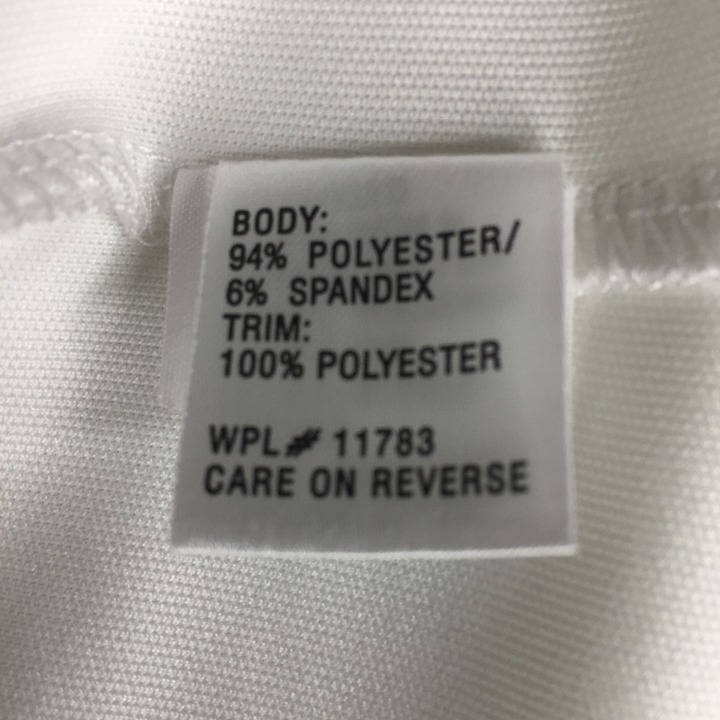 BODY:
94% POLYESTER/
6% SPANDEX
TRIM:
100% POLYESTER
WPL# 11783
CARE ON REVERSE